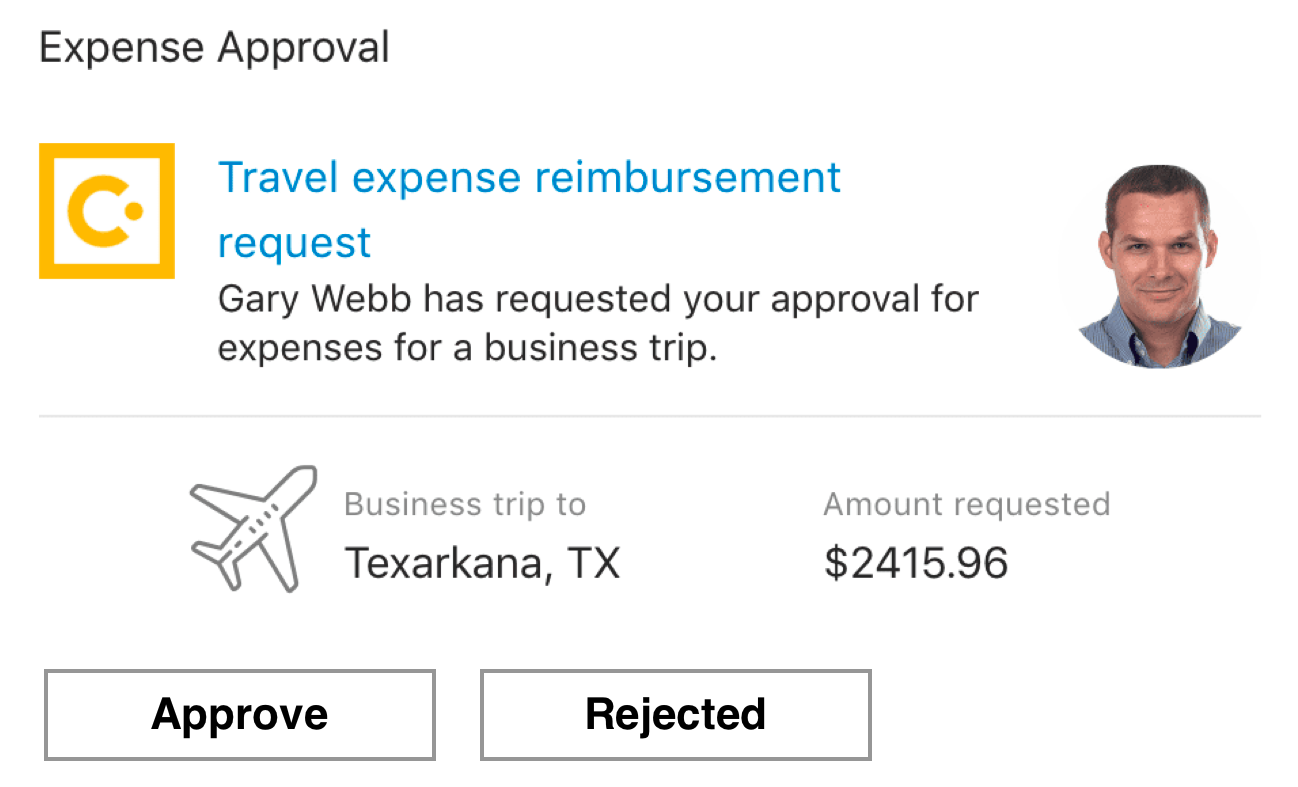 Expense Approval
Travel expense reimbursement
request
Gary Webb has requested your approval for
expenses for a business trip.
Business trip to
Amount requested
Texarkana, TX
$2415.96
Approve
Rejected